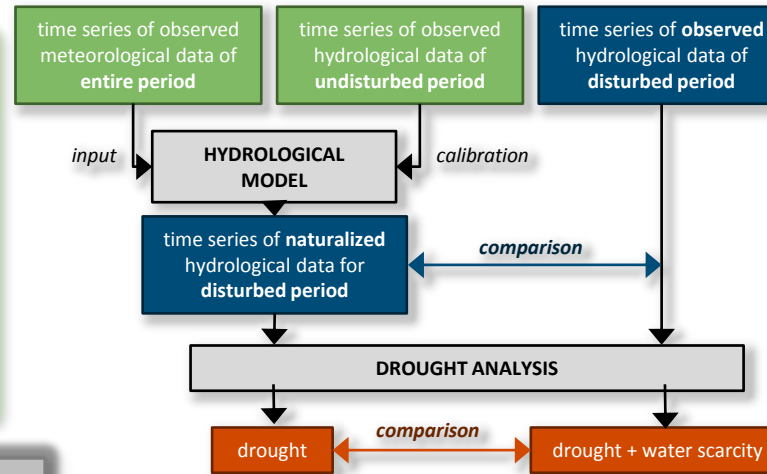 time series of observed
meteorological data of
entire period
time series of observed
hydrological data of
undisturbed period
time series of observed
hydrological data of
disturbed period
input
HYDROLOGICAL
MODEL
calibration
time series of naturalized
hydrological data for
disturbed period
comparison
DROUGHT ANALYSIS
drought
comparison
drought + water scarcity